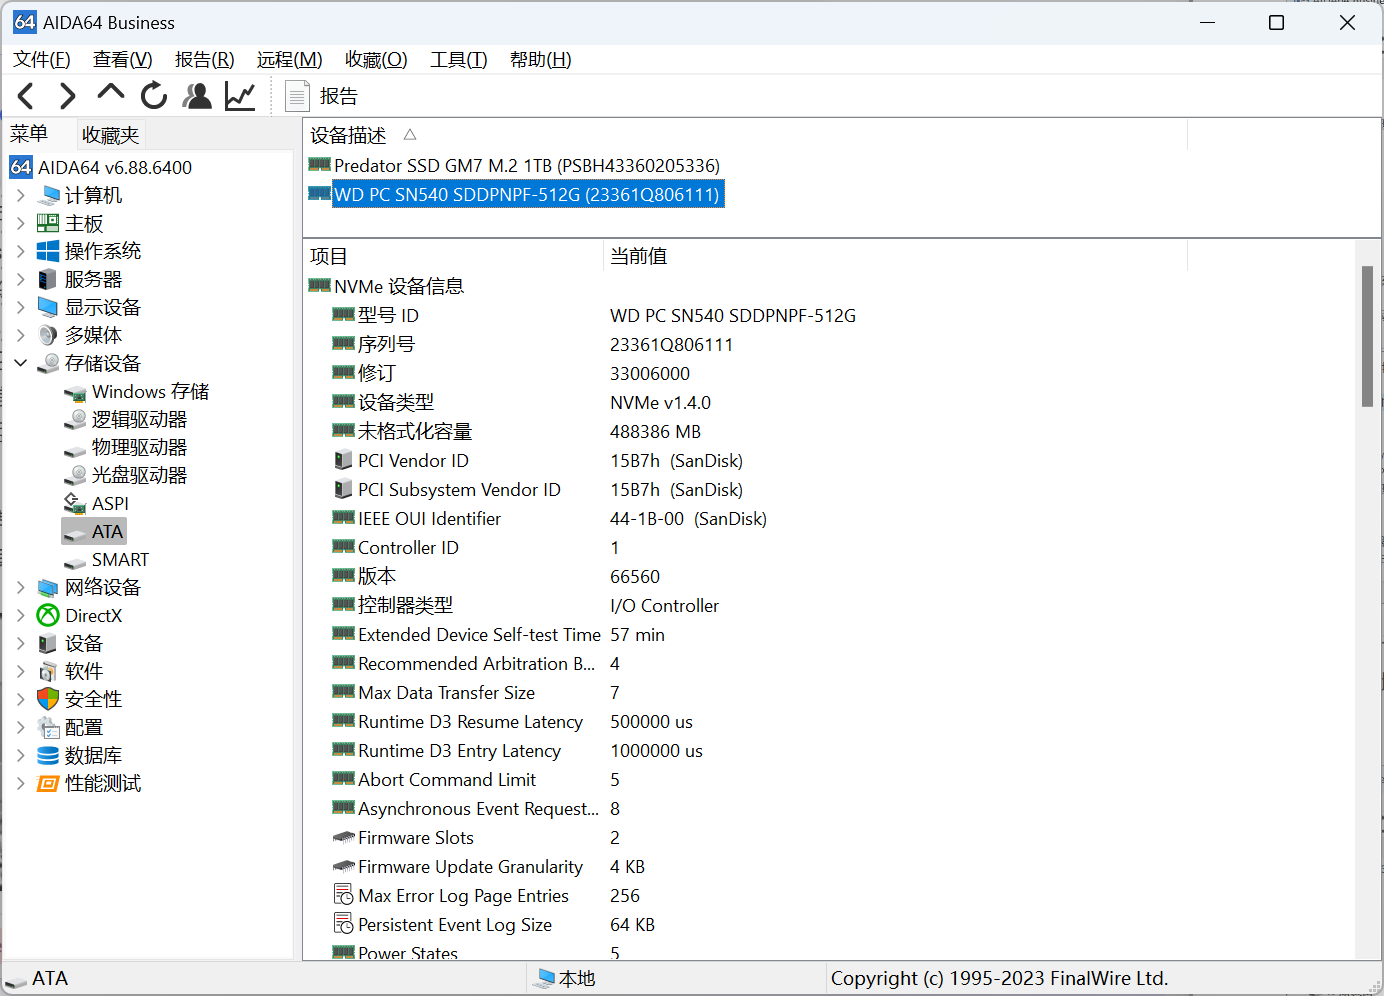 64 AIDA64 Business
文件(F) 查看(V) 报告(R) 远程(M) 收藏(O) 工具(T) 帮助(H)
报告
菜单 收藏夹
64 AIDA64 v6.88.6400
计算机
主板
操作系统
服务器
显示设备
多媒体
存储设备
Windows 存储
逻辑驱动器
物理驱动器
光盘驱动器
ASPI
ATA
SMART
网络设备
DirectX
设备
软件
安全性
配置
数据库
性能测试
设备描述
Predator SSD GM7 M.2 1TB (PSBH43360205336)
WD PC SN540 SDDPNPF-512G (23361Q806111)
项目 当前值
NVMe 设备信息
型号 ID WD PC SN540 SDDPNPF-512G
序列号 23361Q806111
修订 33006000
设备类型 NVMe v1.4.0
未格式化容量 488386 MB
PCI Vendor ID 15B7h (SanDisk)
PCI Subsystem Vendor ID 15B7h (SanDisk)
IEEE OUI Identifier 44-1B-00 (SanDisk)
Controller ID 1
版本 66560
控制器类型 I/O Controller
Extended Device Self-test Time 57 min
Recommended Arbitration B... 4
Max Data Transfer Size 7
Runtime D3 Resume Latency 500000 us
Runtime D3 Entry Latency 1000000 us
Abort Command Limit 5
Asynchronous Event Request... 8
Firmware Slots 2
Firmware Update Granularity 4 KB
Max Error Log Page Entries 256
Persistent Event Log Size 64 KB
Power States 5
ATA 本地 Copyright (c) 1995-2023 FinalWire Ltd.